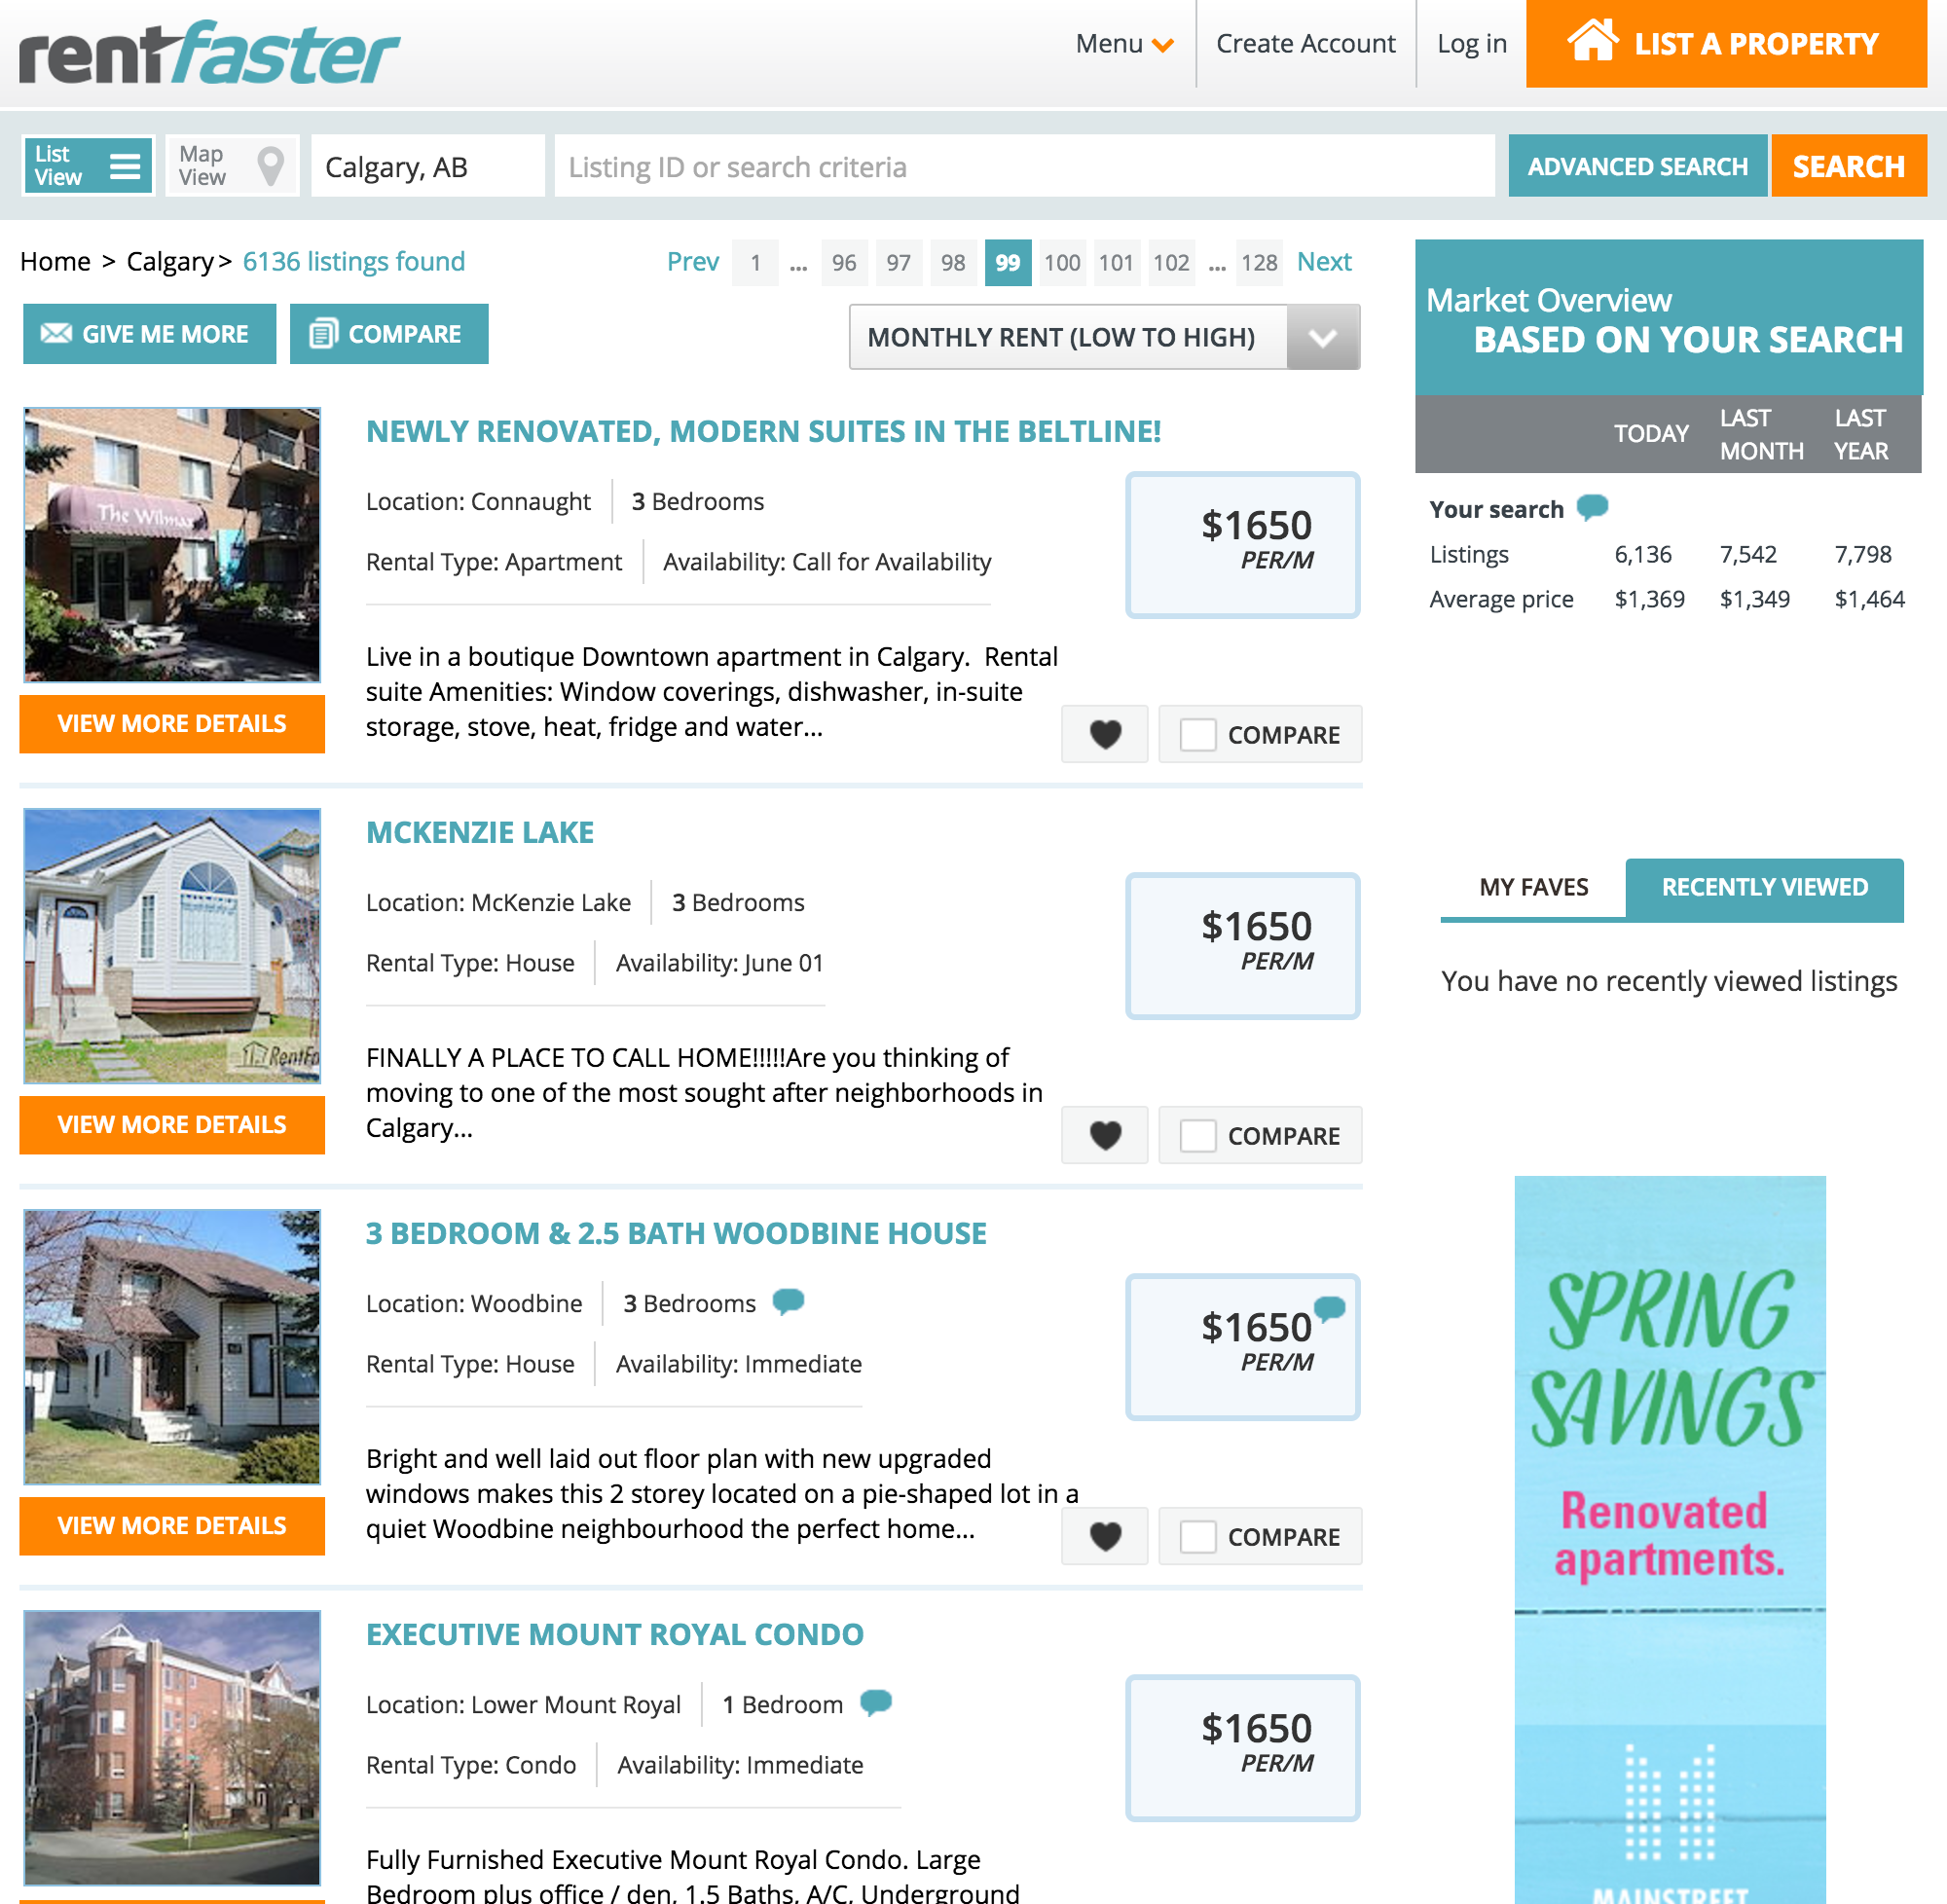 rentfaster
Menu
Create Account
Log in
LIST A PROPERTY
List View
Map View
Calgary, AB
Listing ID or search criteria
ADVANCED SEARCH
SEARCH
Home > Calgary > 6136 listings found
Prev 1 ... 96 97 98 99 100 101 102 ... 128 Next
GIVE ME MORE
COMPARE
MONTHLY RENT (LOW TO HIGH)
The Wilmax
VIEW MORE DETAILS
NEWLY RENOVATED, MODERN SUITES IN THE BELTLINE!
Location: Connaught 3 Bedrooms
Rental Type: Apartment Availability: Call for Availability
$1650
PER/M
Live in a boutique Downtown apartment in Calgary.  Rental
suite Amenities: Window coverings, dishwasher, in-suite
storage, stove, heat, fridge and water...
COMPARE
RentFa
VIEW MORE DETAILS
MCKENZIE LAKE
Location: McKenzie Lake 3 Bedrooms
Rental Type: House Availability: June 01
$1650
PER/M
FINALLY A PLACE TO CALL HOME!!!!!Are you thinking of
moving to one of the most sought after neighborhoods in
Calgary...
COMPARE
VIEW MORE DETAILS
3 BEDROOM & 2.5 BATH WOODBINE HOUSE
Location: Woodbine 3 Bedrooms
Rental Type: House Availability: Immediate
$1650
PER/M
Bright and well laid out floor plan with new upgraded
windows makes this 2 storey located on a pie-shaped lot in a
quiet Woodbine neighbourhood the perfect home...
COMPARE
EXECUTIVE MOUNT ROYAL CONDO
Location: Lower Mount Royal 1 Bedroom
Rental Type: Condo Availability: Immediate
$1650
PER/M
Fully Furnished Executive Mount Royal Condo. Large
Bedroom plus office / den, 1.5 Baths, A/C, Underground
Market Overview
BASED ON YOUR SEARCH
TODAY LAST MONTH LAST YEAR
Your search
Listings 6,136 7,542 7,798
Average price $1,369 $1,349 $1,464
MY FAVES
RECENTLY VIEWED
You have no recently viewed listings
SPRING
SAVINGS
Renovated
apartments.
MAINSTREET